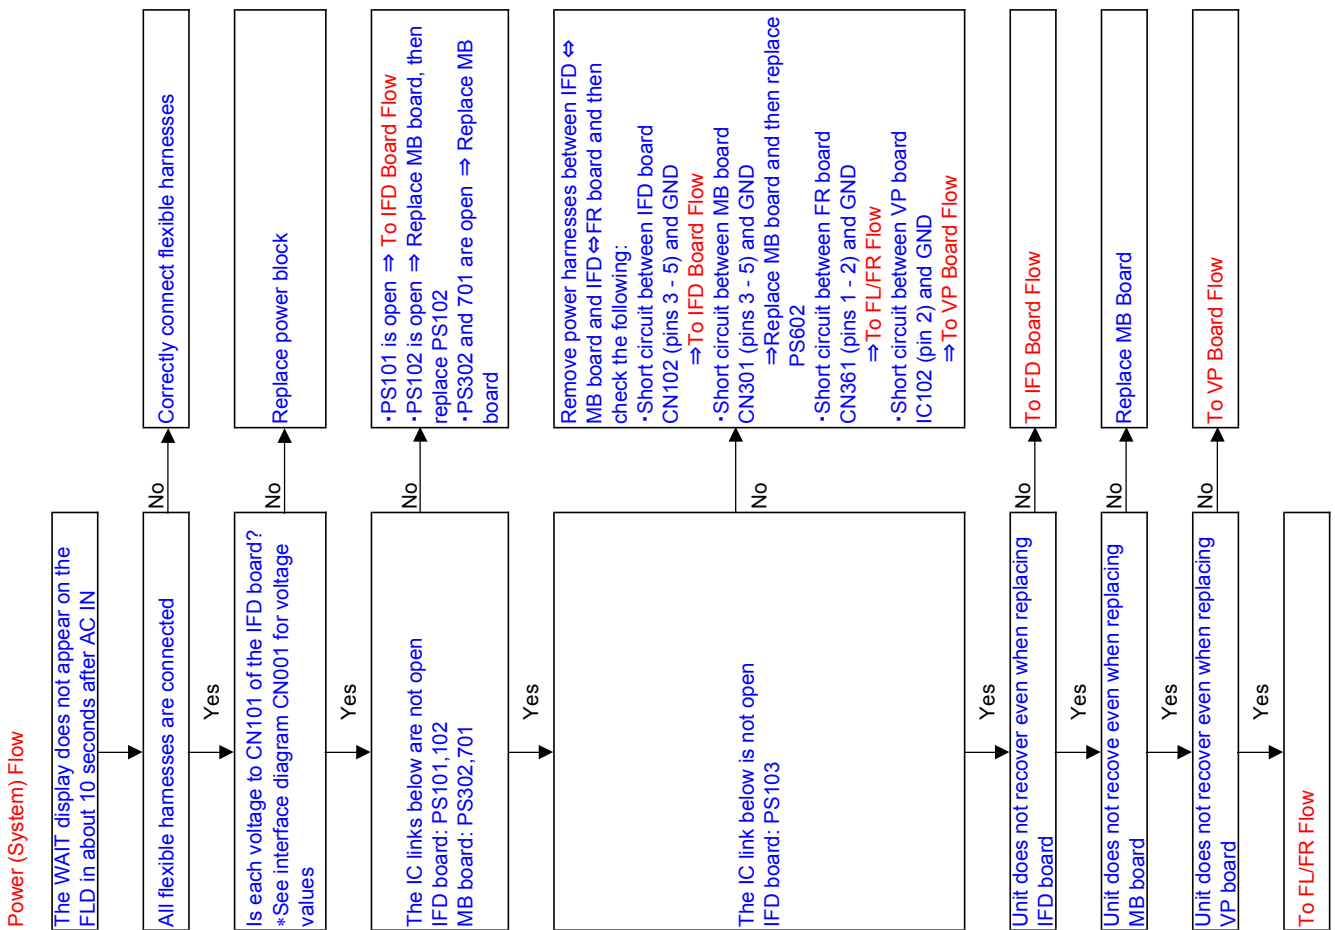 Power (System) Flow
The WAIT display does not appear on the
FLD in about 10 seconds after AC IN
All flexible harnesses are connected
No
Correctly connect flexible harnesses
Yes
Is each voltage to CN101 of the IFD board?
*See interface diagram CN001 for voltage
values
No
Replace power block
Yes
The IC links below are not open
IFD board: PS101,102
MB board: PS302,701
No
・PS101 is open ⇒ To IFD Board Flow
・PS102 is open ⇒ Replace MB board, then
replace PS102
・PS302 and 701 are open ⇒ Replace MB
board
Yes
The IC link below is not open
IFD board: PS103
No
Remove power harnesses between IFD⇔
MB board and IFD⇔FR board and then
check the following:
・Short circuit between IFD board
CN102 (pins 3 - 5) and GND
⇒To IFD Board Flow
・Short circuit between MB board
CN301 (pins 3 - 5) and GND
⇒Replace MB board and then replace
PS602
・Short circuit between FR board
CN361 (pins 1 - 2) and GND
⇒To FL/FR Flow
・Short circuit between VP board
IC102 (pin 2) and GND
⇒To VP Board Flow
Yes
Unit does not recover even when replacing
IFD board
No
To IFD Board Flow
Yes
Unit does not recover even when replacing
MB board
No
Replace MB Board
Yes
Unit does not recover even when replacing
VP board
No
To VP Board Flow
Yes
To FL/FR Flow